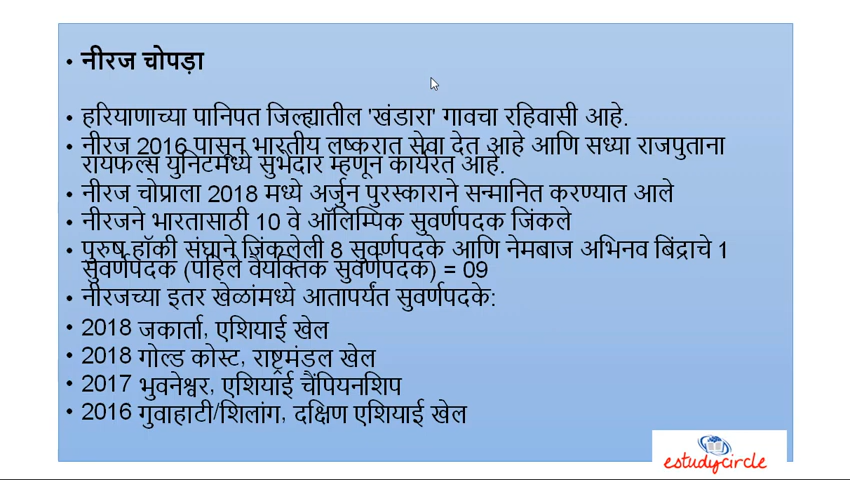 • नीरज चोपड़ा
• हरियाणाच्या पानिपत जिल्ह्यातील 'खंडारा' गावचा रहिवासी आहे.
• नीरज 2016 पासून भारतीय लष्करात सेवा देत आहे आणि सध्या राजपुताना
रायफल्स युनिटमध्ये सुभेदार म्हणून कार्यरत आहे.
• नीरज चोप्राला 2018 मध्ये अर्जुन पुरस्काराने सन्मानित करण्यात आले
• नीरजने भारतासाठी 10 वे ऑलिम्पिक सुवर्णपदक जिंकले
• पुरुष हॉकी संघाने जिंकलेली 8 सुवर्णपदके आणि नेमबाज अभिनव बिंद्राचे 1
सुवर्णपदक (पहिले वैयक्तिक सुवर्णपदक) = 09
• नीरजच्या इतर खेळांमध्ये आतापर्यंत सुवर्णपदके:
• 2018 जकार्ता, एशियाई खेल
• 2018 गोल्ड कोस्ट, राष्ट्रमंडल खेल
• 2017 भुवनेश्वर, एशियाई चैंपियनशिप
• 2016 गुवाहाटी/शिलांग, दक्षिण एशियाई खेल
estudycircle